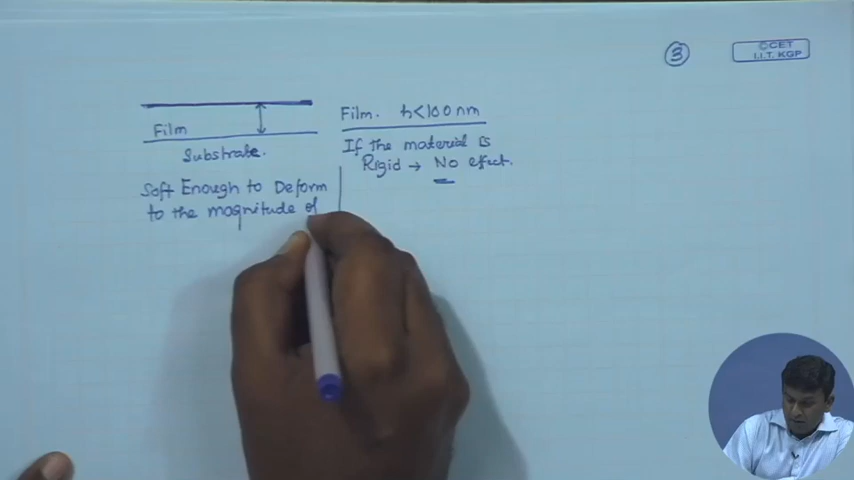 3
©CET
I.I.T. KGP
Film
Substrate.
Film. h<100 nm
If the material is
Rigid → No effect.
Soft Enough to Deform
to the magnitude of